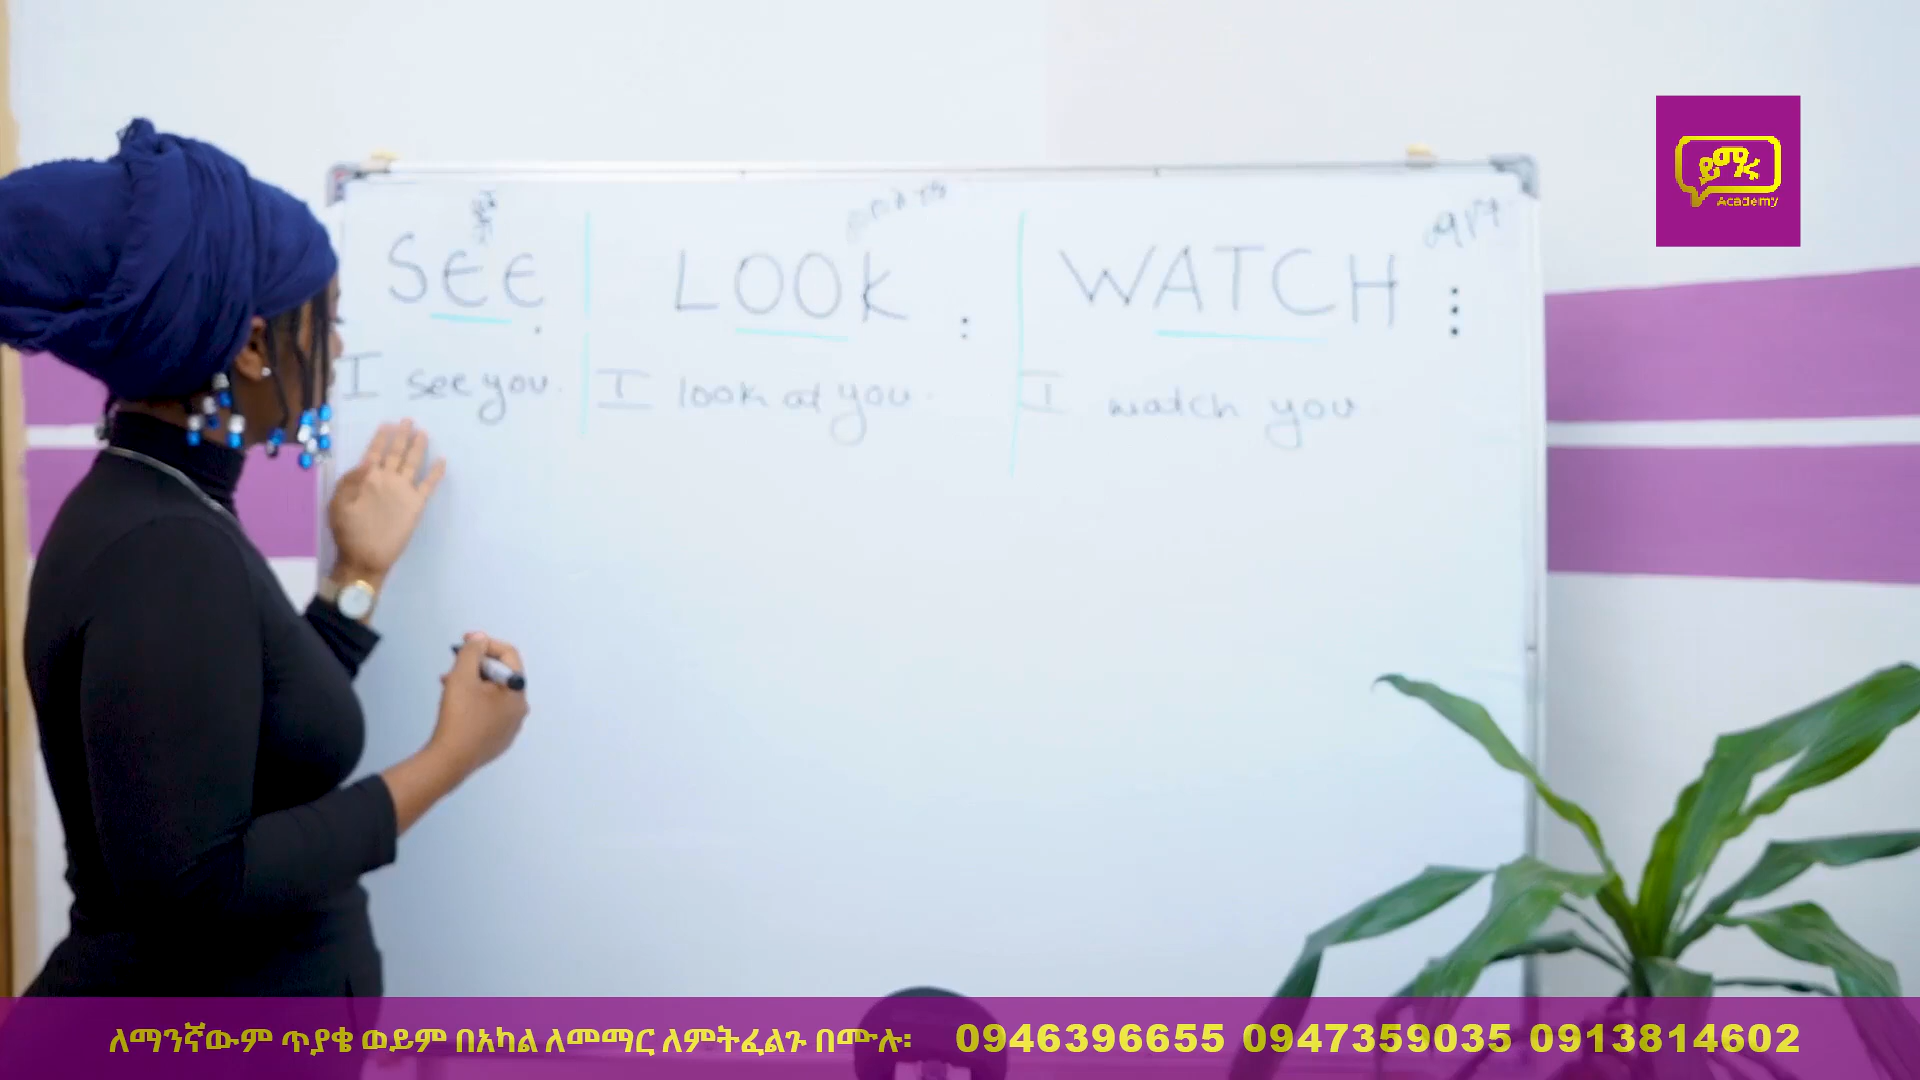 SEE
LOOK
WATCH
I see you.
I look at you.
I watch you.
ይማሩ
Academy
ለማንኛውም ጥያቄ ወይም በአካል ለመማር ለምትፈልጉ በሙሉ፡ 0946396655 0947359035 0913814602